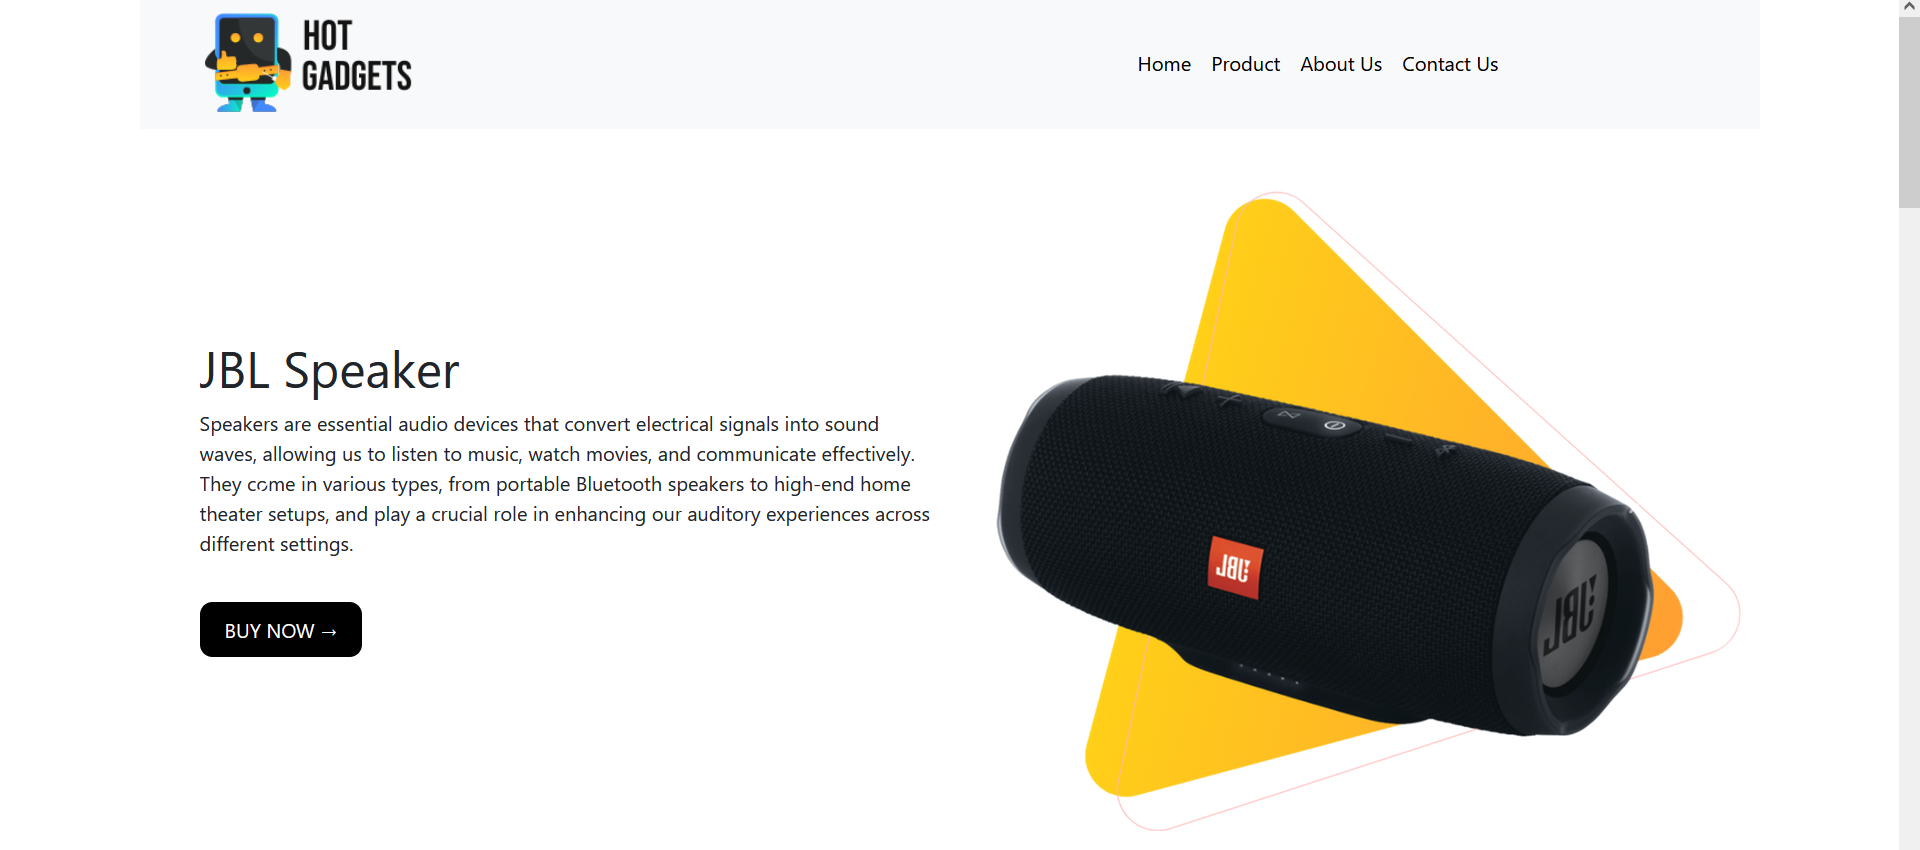 HOT
GADGETS
Home Product About Us Contact Us
JBL Speaker
Speakers are essential audio devices that convert electrical signals into sound
waves, allowing us to listen to music, watch movies, and communicate effectively.
They come in various types, from portable Bluetooth speakers to high-end home
theater setups, and play a crucial role in enhancing our auditory experiences across
different settings.
BUY NOW →
JBL
JBL